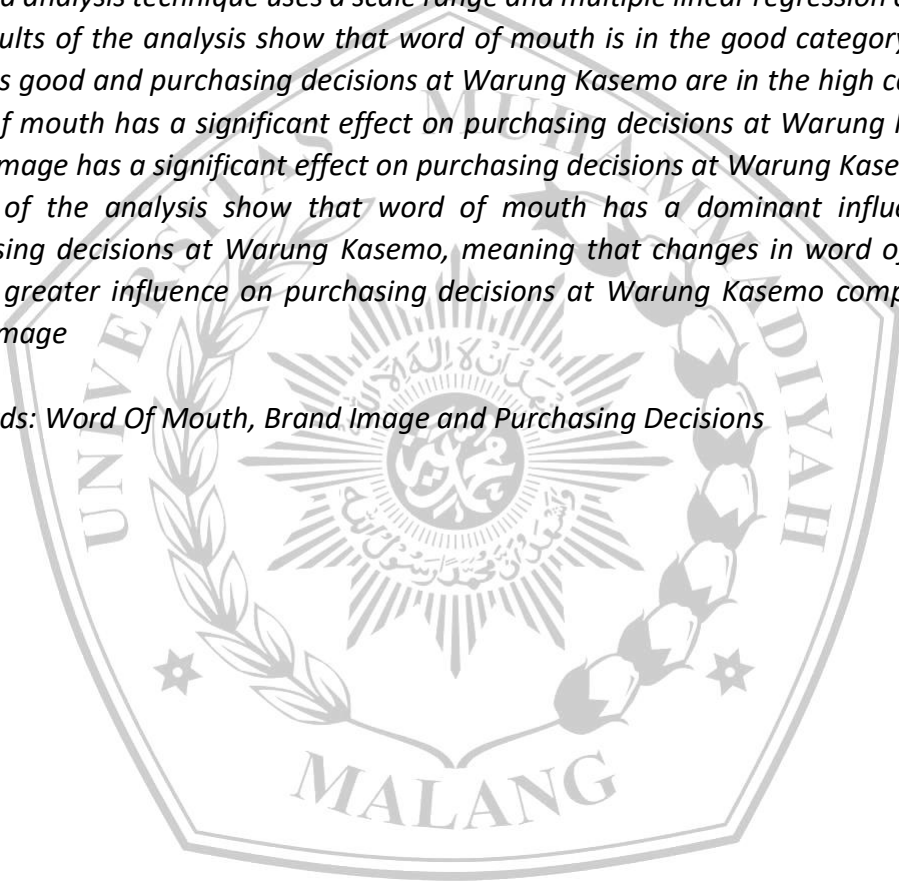 analysis technique uses a scale range and multiple linear regression
ults of the analysis show that word of mouth is in the good category
s good and purchasing decisions at Warung Kasemo are in the high c
of mouth has a significant effect on purchasing decisions at Warung
mage has a significant effect on purchasing decisions at Warung Kase
of the analysis show that word of mouth has a dominant influ
sing decisions at Warung Kasemo, meaning that changes in word of
greater influence on purchasing decisions at Warung Kasemo comp
mage
ds: Word Of Mouth, Brand Image and Purchasing Decisions
UNIVERSITAS MUHAMMADIYAH
MALANG